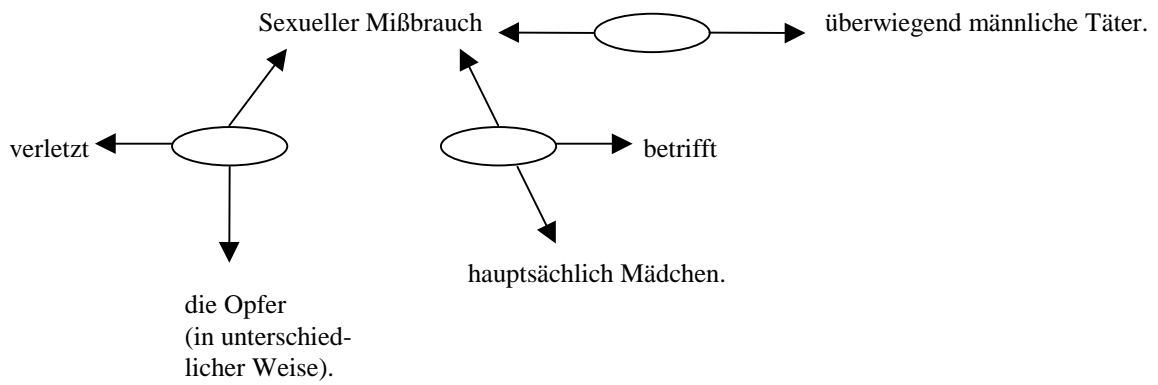 Sexueller Mißbrauch
überwiegend männliche Täter.
verletzt
betrifft
hauptsächlich Mädchen.
die Opfer
(in unterschied-
licher Weise).